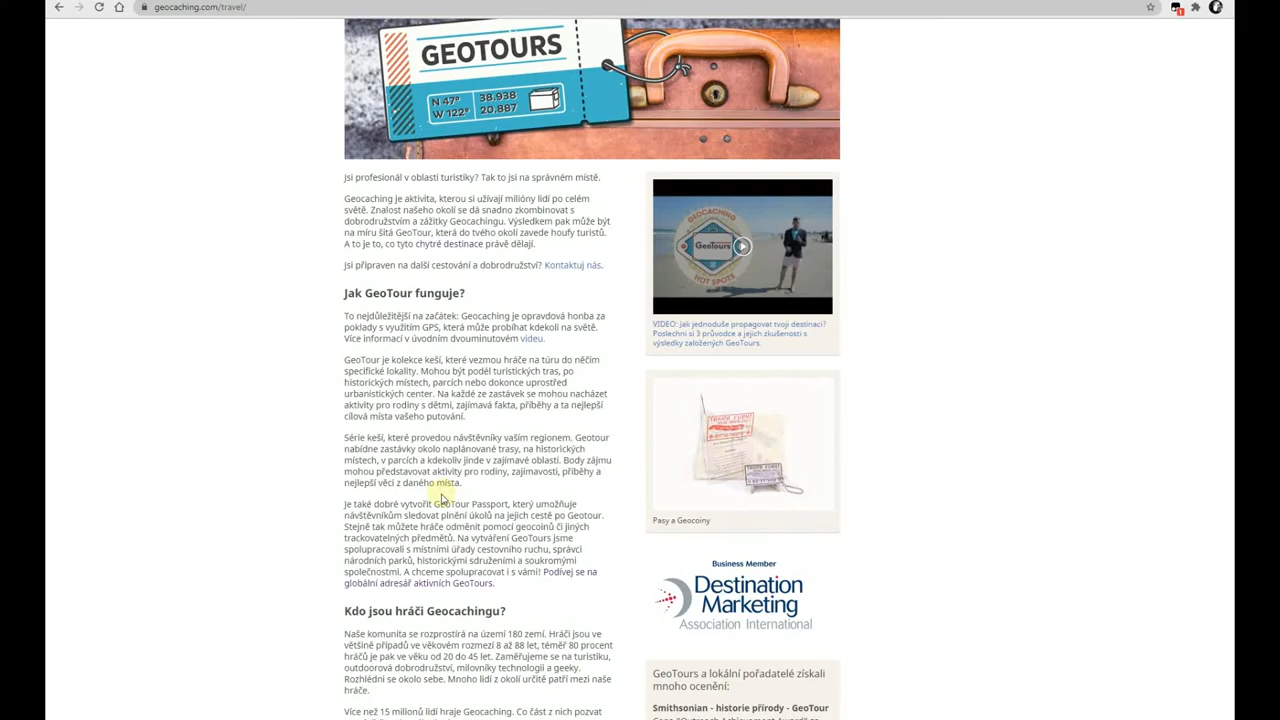 geocaching.com/travel/
GEOTOURS
N 47° 38.938
W 122° 20.887
Jsi profesionál v oblasti turistiky? Tak to jsi na správném místě.
Geocaching je aktivita, kterou si užívají milióny lidí po celém
světě. Znalost našeho okolí se dá snadno zkombinovat s
dobrodružstvím a zážitky Geocachingu. Výsledkem pak může být
na míru šitá GeoTour, která do tvého okolí zavede houfy turistů.
A to je to, co tyto chytré destinace právě dělají.
Jsi připraven na další cestování a dobrodružství? Kontaktuj nás.
Jak GeoTour funguje?
To nejdůležitější na začátek: Geocaching je opravdová honba za
poklady s využitím GPS, která může probíhat kdekoli na světě.
Více informací v úvodním dvouminutovém videu.
GeoTour je kolekce keší, které vezmou hráče na túru do něčím
specifické lokality. Mohou být podél turistických tras, po
historických místech, parcích nebo dokonce uprostřed
urbanistických center. Na každé ze zastávek se mohou nacházet
aktivity pro rodiny s dětmi, zajímavá fakta, příběhy a ta nejlepší
cílová místa vašeho putování.
Série keší, které provedou návštěvníky vaším regionem. Geotour
nabídne zastávky okolo naplánované trasy, na historických
místech, v parcích a kdekoliv jinde v zajímavé oblasti. Body zájmu
mohou představovat aktivity pro rodiny, zajímavosti, příběhy a
nejlepší věci z daného místa.
Je také dobré vytvořit GeoTour Passport, který umožňuje
návštěvníkům sledovat plnění úkolů na jejich cestě po Geotour.
Stejně tak můžete hráče odměnit pomocí geocoinů či jiných
trackovatelných předmětů. Na vytváření GeoTours jsme
spolupracovali s místními úřady cestovního ruchu, správci
národních parků, historickými sdruženími a soukromými
společnostmi. A chceme spolupracovat i s vámi! Podívej se na
globální adresář aktivních GeoTours.
Kdo jsou hráči Geocachingu?
Naše komunita se rozprostírá na území 180 zemí. Hráči jsou ve
většině případů ve věkovém rozmezí 8 až 88 let, téměř 80 procent
hráčů je pak ve věku od 20 do 45 let. Zaměřujeme se na turistiku,
outdoorová dobrodružství, milovníky technologií a geeky.
Rozhlédni se okolo sebe. Mnoho lidí z okolí určitě patří mezi naše
hráče.
Více než 15 milionů lidí hraje Geocaching. Co část z nich pozvat
GEOCACHING
GeoTours
HOT SPOTS
VIDEO: Jak jednoduše propagovat tvoji destinaci?
Poslechni si 3 průvodce a jejich zkušenosti s
výsledky založených GeoTours.
Pasy a Geocoiny
Business Member
Destination
Marketing
Association International
GeoTours a lokální pořadatelé získali
mnoho ocenění:
Smithsonian - historie přírody - GeoTour